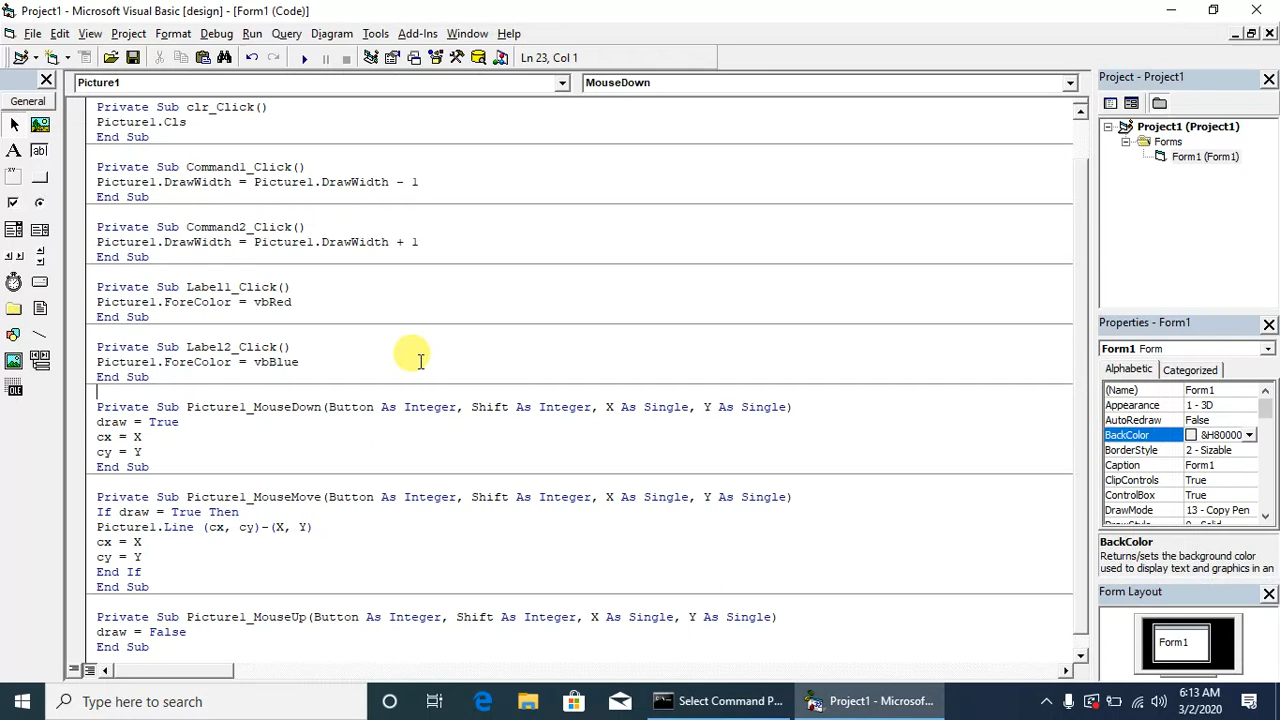 Project1 - Microsoft Visual Basic [design] - [Form1 (Code)]
File Edit View Project Format Debug Run Query Diagram Tools Add-Ins Window Help
Ln 23, Col 1
General
Picture1
MouseDown
Private Sub clr_Click()
Picture1.Cls
End Sub
Private Sub Command1_Click()
Picture1.DrawWidth = Picture1.DrawWidth - 1
End Sub
Private Sub Command2_Click()
Picture1.DrawWidth = Picture1.DrawWidth + 1
End Sub
Private Sub Label1_Click()
Picture1.ForeColor = vbRed
End Sub
Private Sub Label2_Click()
Picture1.ForeColor = vbBlue
End Sub
Private Sub Picture1_MouseDown(Button As Integer, Shift As Integer, X As Single, Y As Single)
draw = True
cx = X
cy = Y
End Sub
Private Sub Picture1_MouseMove(Button As Integer, Shift As Integer, X As Single, Y As Single)
If draw = True Then
Picture1.Line (cx, cy)-(X, Y)
cx = X
cy = Y
End If
End Sub
Private Sub Picture1_MouseUp(Button As Integer, Shift As Integer, X As Single, Y As Single)
draw = False
End Sub
Project - Project1
Project1 (Project1)
Forms
Form1 (Form1)
Properties - Form1
Form1 Form
Alphabetic Categorized
(Name) Form1
Appearance 1 - 3D
AutoRedraw False
BackColor &H80000
BorderStyle 2 - Sizable
Caption Form1
ClipControls True
ControlBox True
DrawMode 13 - Copy Pen
BackColor
Returns/sets the background color
used to display text and graphics in an
Form Layout
Form1
Type here to search
Select Command P...
Project1 - Microsof...
6:13 AM
3/2/2020